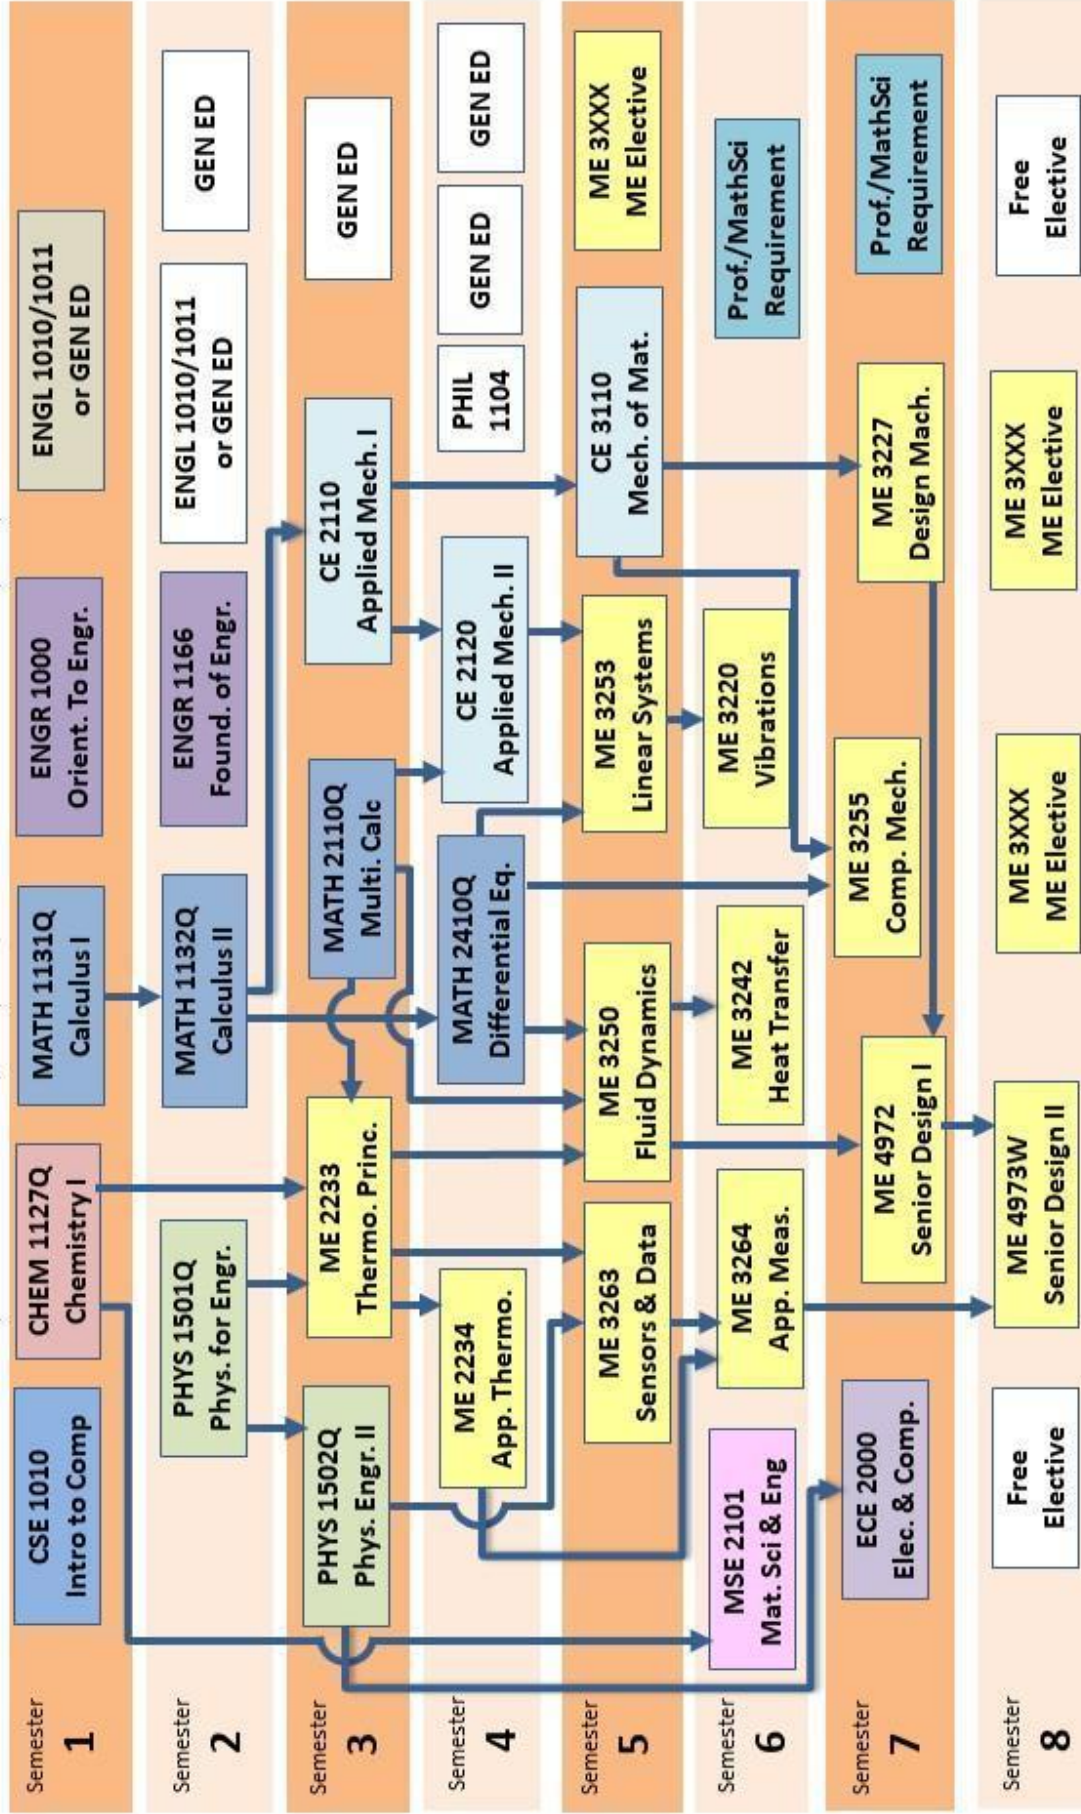 Semester
1
CSE 1010
Intro to Comp
CHEM 1127Q
Chemistry I
MATH 1131Q
Calculus I
ENGR 1000
Orient. To Engr.
ENGL 1010/1011
or GEN ED
Semester
2
PHYS 1501Q
Phys. for Engr.
MATH 1132Q
Calculus II
ENGR 1166
Found. of Engr.
ENGL 1010/1011
or GEN ED
GEN ED
Semester
3
PHYS 1502Q
Phys. Engr. II
ME 2233
Thermo. Princ.
MATH 2110Q
Multi. Calc
CE 2110
Applied Mech. I
GEN ED
Semester
4
ME 2234
App. Thermo.
MATH 2410Q
Differential Eq.
CE 2120
Applied Mech. II
PHIL
1104
GEN ED
GEN ED
Semester
5
ME 3263
Sensors & Data
ME 3250
Fluid Dynamics
ME 3253
Linear Systems
CE 3110
Mech. of Mat.
ME 3XXX
ME Elective
Semester
6
MSE 2101
Mat. Sci & Eng
ME 3264
App. Meas.
ME 3242
Heat Transfer
ME 3220
Vibrations
Prof./MathSci
Requirement
Semester
7
ECE 2000
Elec. & Comp.
ME 4972
Senior Design I
ME 3255
Comp. Mech.
ME 3227
Design Mach.
Prof./MathSci
Requirement
Semester
8
Free
Elective
ME 4973W
Senior Design II
ME 3XXX
ME Elective
ME 3XXX
ME Elective
Free
Elective